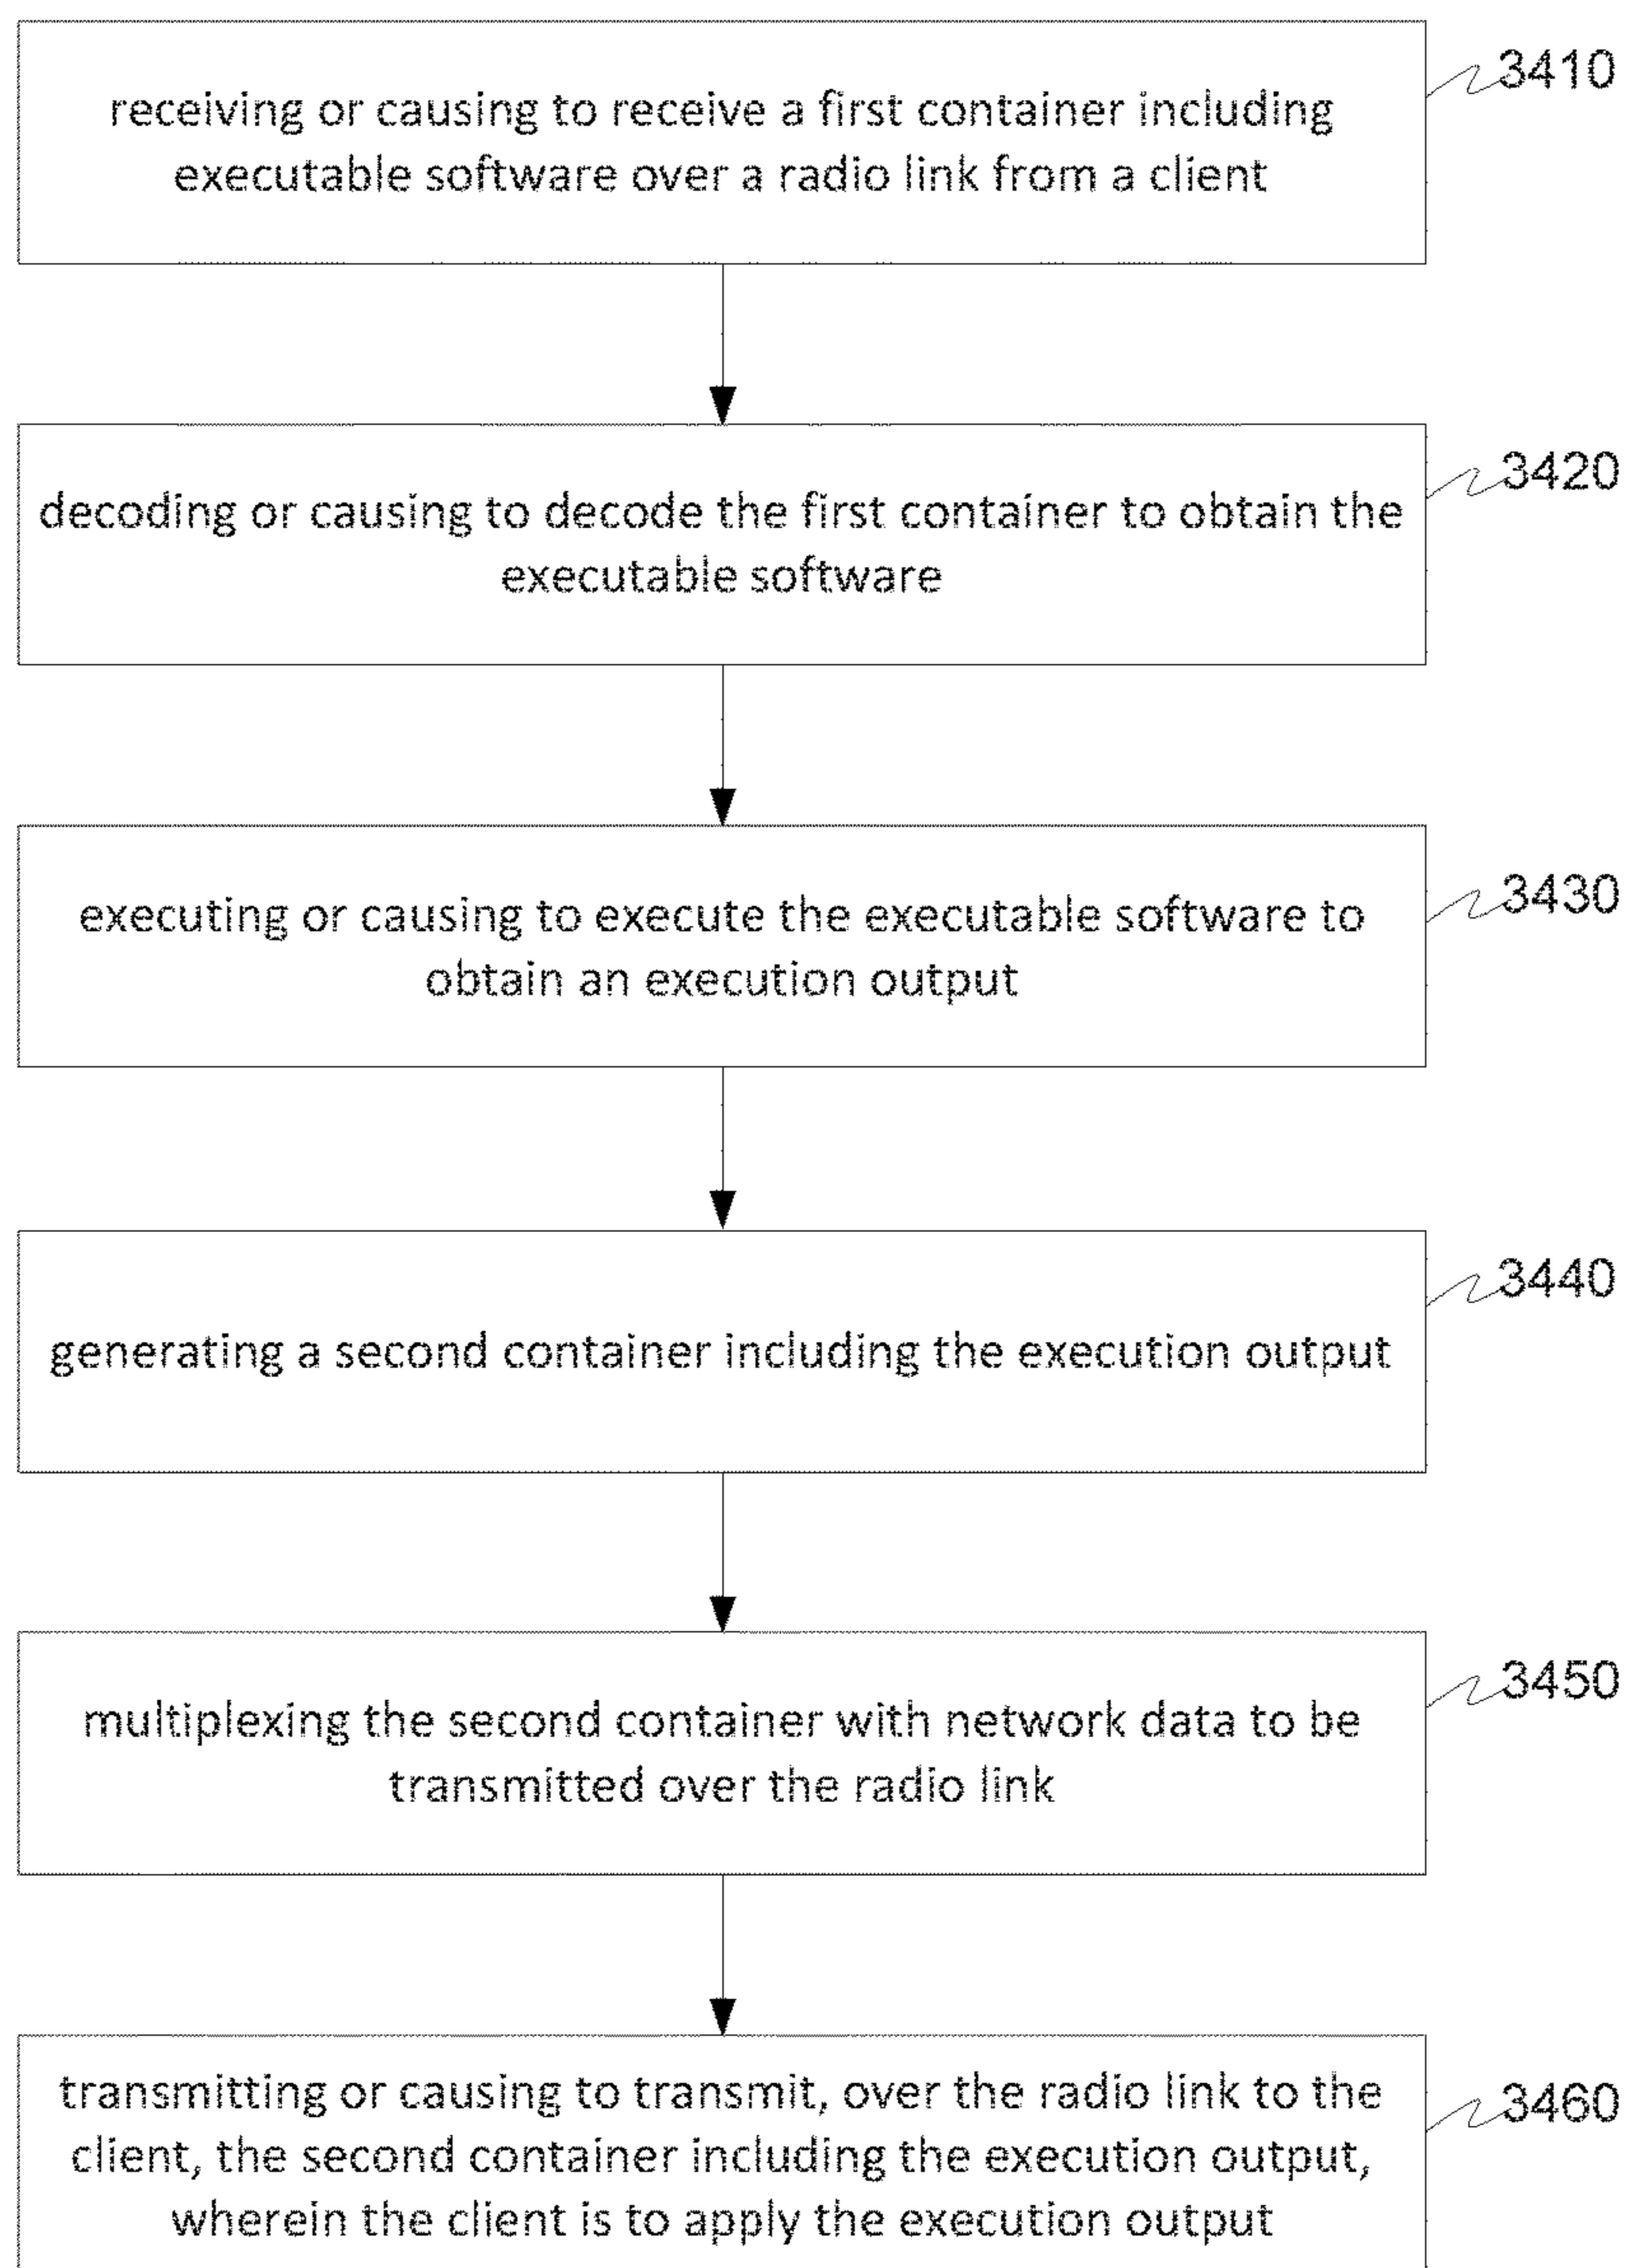 3410
receiving or causing to receive a first container including
executable software over a radio link from a client
3420
decoding or causing to decode the first container to obtain the
executable software
3430
executing or causing to execute the executable software to
obtain an execution output
3440
generating a second container including the execution output
3450
multiplexing the second container with network data to be
transmitted over the radio link
3460
transmitting or causing to transmit, over the radio link to the
client, the second container including the execution output,
wherein the client is to apply the execution output